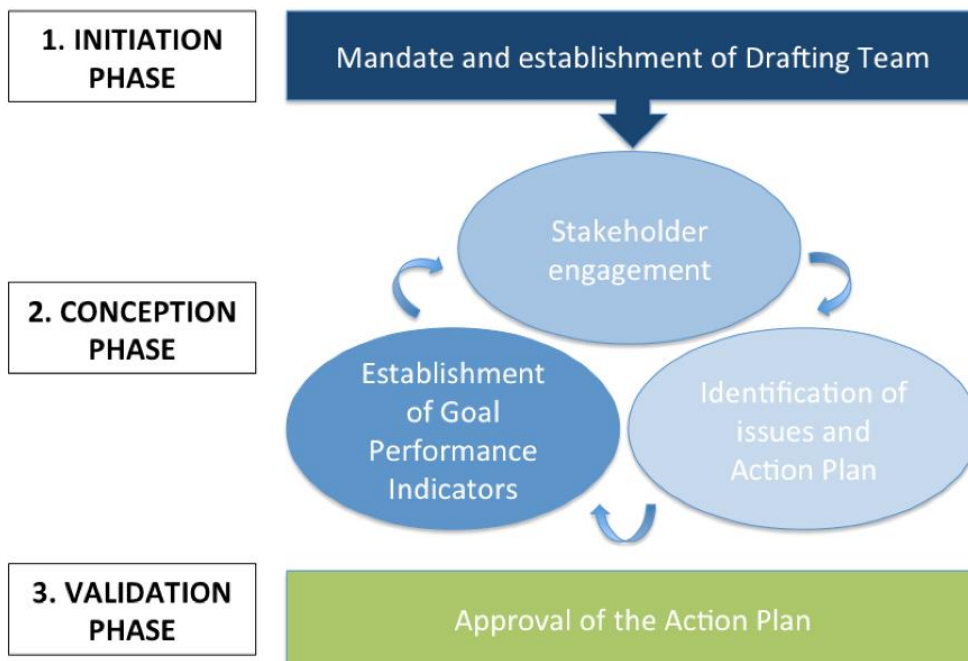 1. INITIATION
PHASE
Mandate and establishment of Drafting Team
Stakeholder
engagement
2. CONCEPTION
PHASE
Establishment
of Goal
Performance
Indicators
Identification of
issues and
Action Plan
3. VALIDATION
PHASE
Approval of the Action Plan